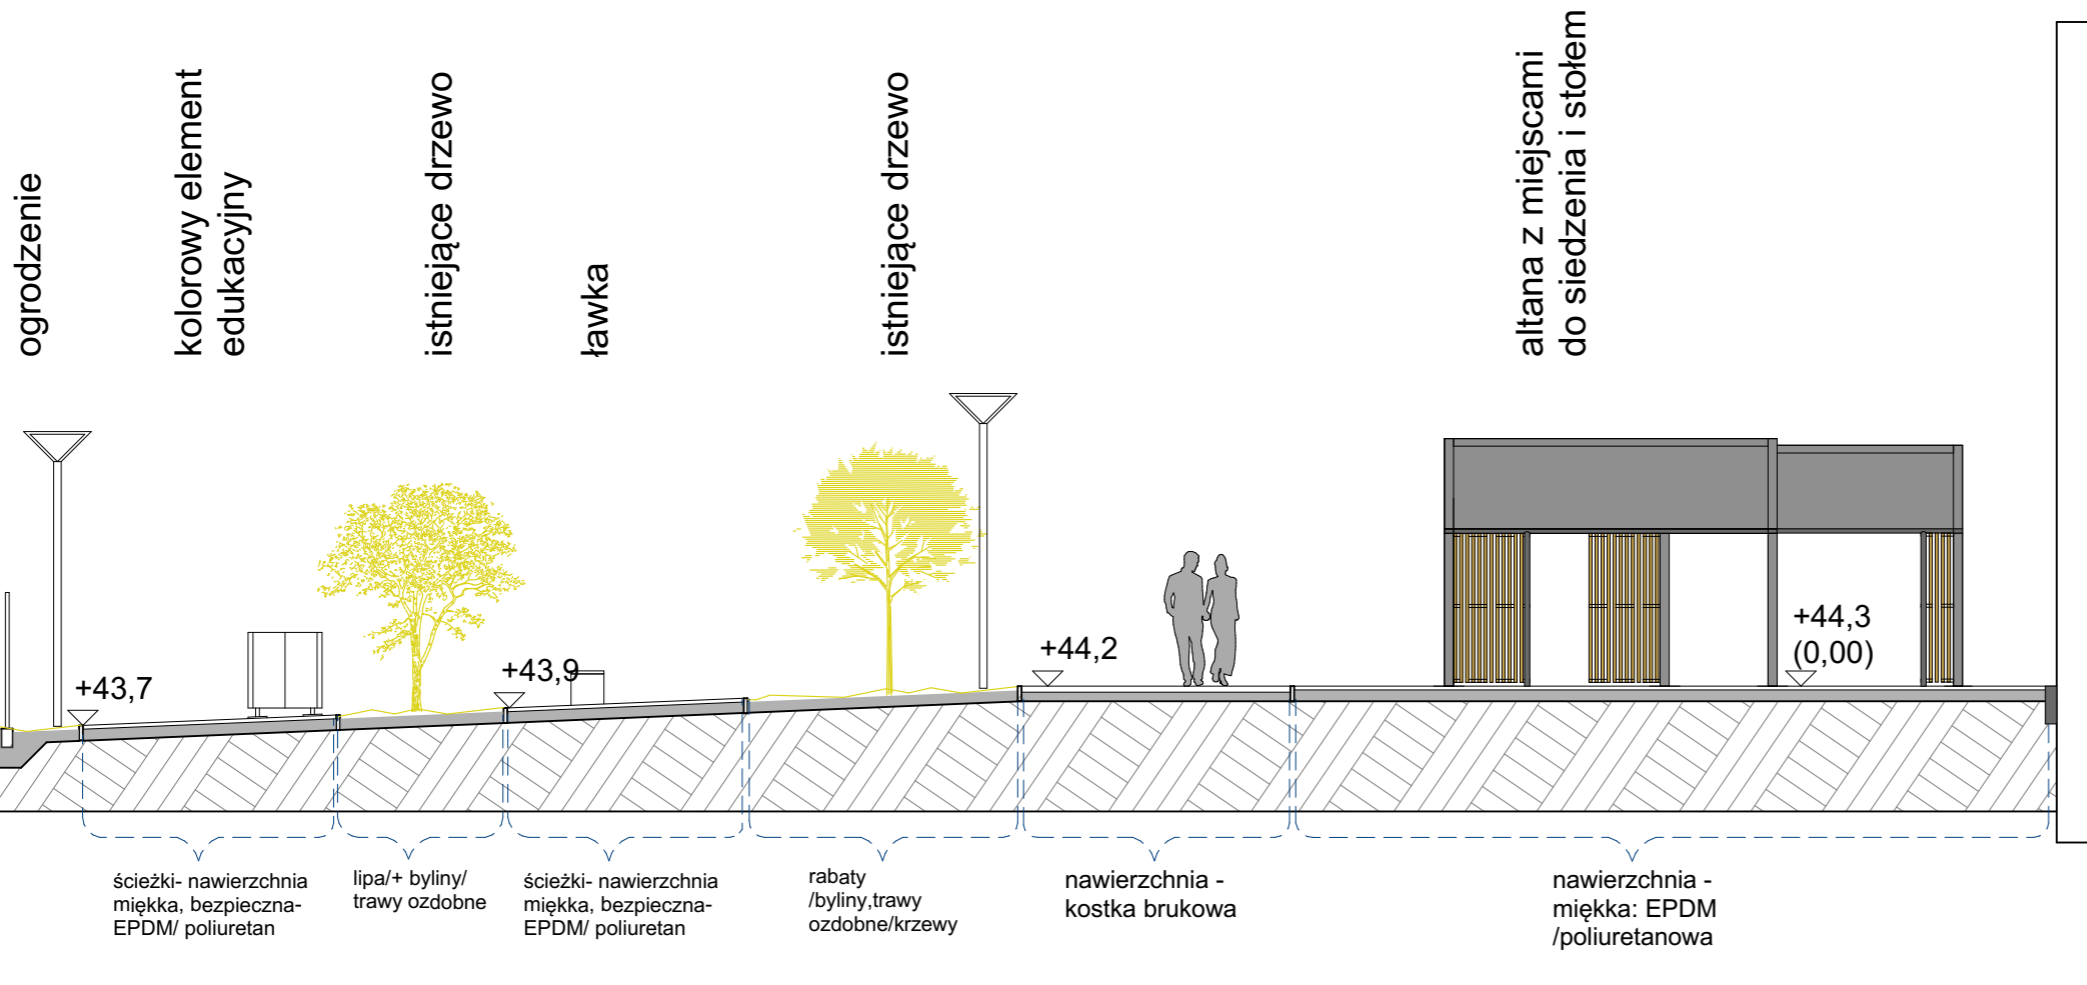 ogrodzenie
kolorowy element
edukacyjny
istniejące drzewo
ławka
istniejące drzewo
altana z miejscami
do siedzenia i stołem
+43,7
+43,9
+44,2
+44,3
(0,00)
ścieżki- nawierzchnia
miękka, bezpieczna-
EPDM/ poliuretan
lipa/+ byliny/
trawy ozdobne
ścieżki- nawierzchnia
miękka, bezpieczna-
EPDM/ poliuretan
rabaty
/byliny,trawy
ozdobne/krzewy
nawierzchnia -
kostka brukowa
nawierzchnia -
miękka: EPDM
/poliuretanowa